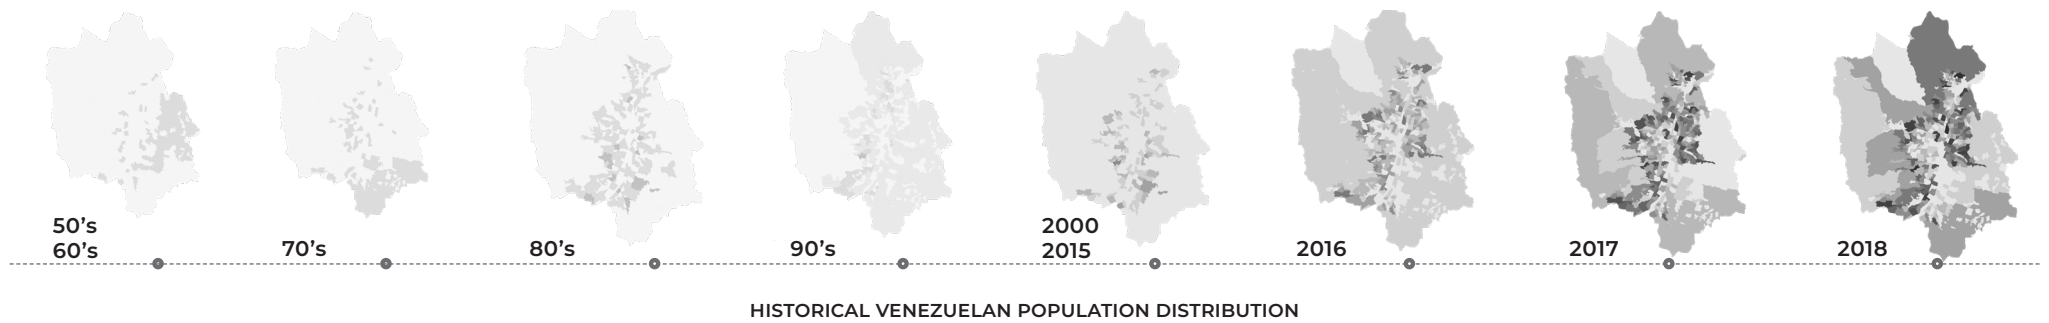 50's
60's
70's
80's
90's
2000
2015
2016
2017
2018
HISTORICAL VENEZUELAN POPULATION DISTRIBUTION